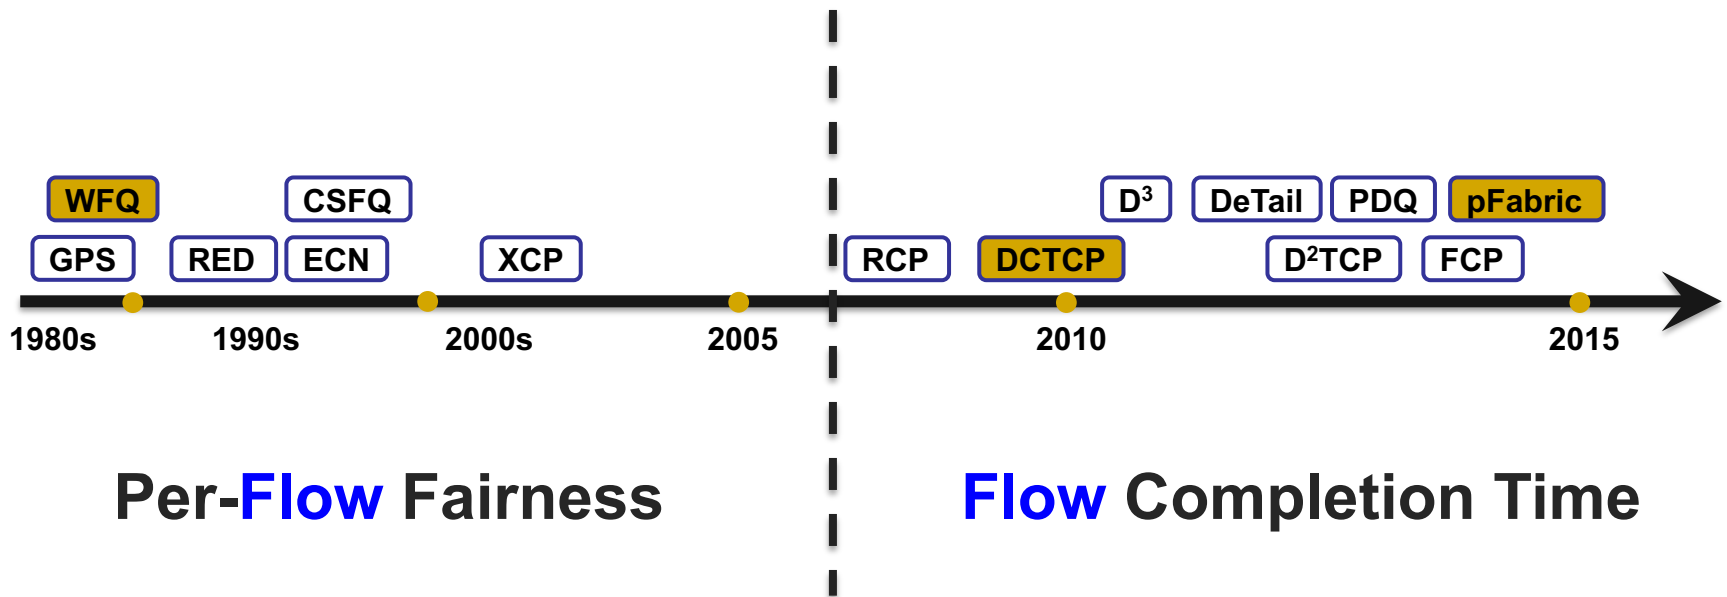 WFQ CSFQ D³ DeTail PDQ pFabric
GPS RED ECN XCP RCP DCTCP D²TCP FCP
1980s 1990s 2000s 2005 2010 2015
Per-Flow Fairness Flow Completion Time